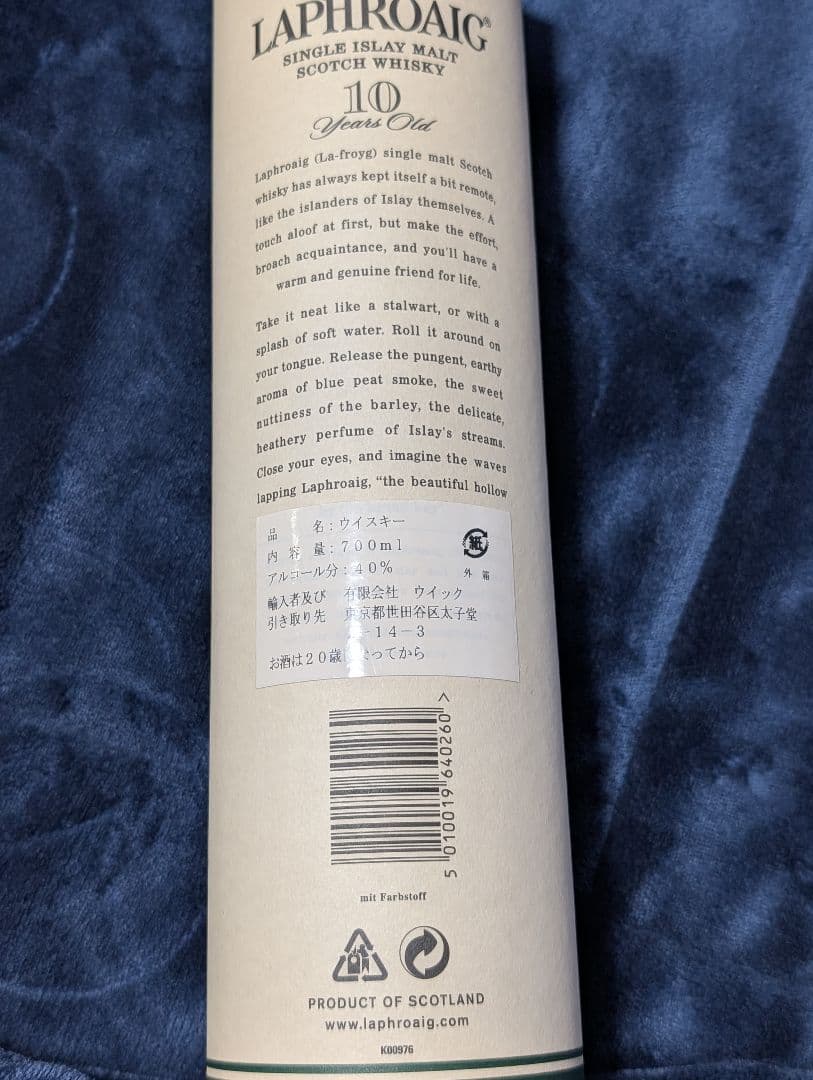 LAPHROAIG®
SINGLE ISLAY MALT
SCOTCH WHISKY
10
Years Old
Laphroaig (La-froyg) single malt Scotch
whisky has always kept itself a bit remote,
like the islanders of Islay themselves. A
touch aloof at first, but make the effort,
broach acquaintance, and you'll have a
warm and genuine friend for life.
Take it neat like a stalwart, or with a
splash of soft water. Roll it around on
your tongue. Release the pungent, earthy
aroma of blue peat smoke, the sweet
nuttiness of the barley, the delicate,
heathery perfume of Islay's streams.
Close your eyes, and imagine the waves
lapping Laphroaig, "the beautiful hollow
品 名:ウイスキー
内 容 量:700ml
アルコール分:40%
紙
外 箱
輸入者及び 有限会社 ウイック
引き取り先 東京都世田谷区太子堂
-14-3
お酒は20歳になってから
5 010019 640260 >
mit Farbstoff
PRODUCT OF SCOTLAND
www.laphroaig.com
K00976